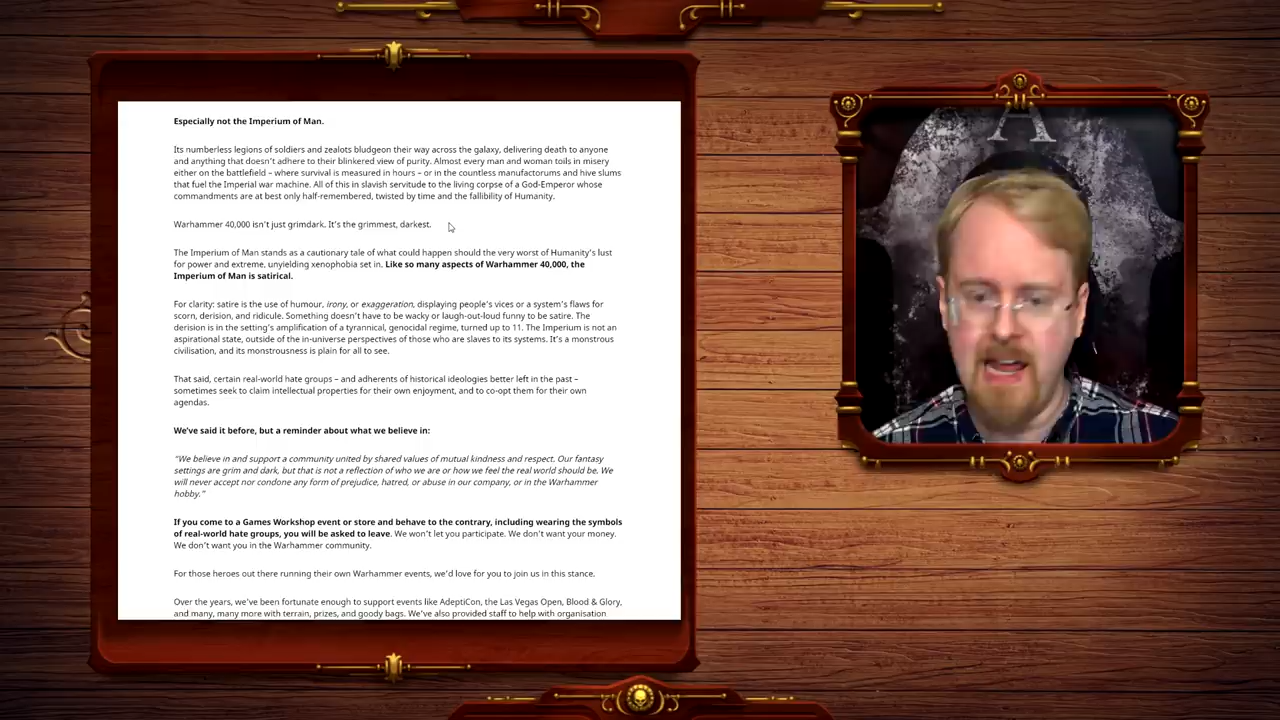 A
Especially not the Imperium of Man.
Its numberless legions of soldiers and zealots bludgeon their way across the galaxy, delivering death to anyone
and anything that doesn't adhere to their blinkered view of purity. Almost every man and woman toils in misery
either on the battlefield – where survival is measured in hours – or in the countless manufactorums and hive slums
that fuel the Imperial war machine. All of this in slavish servitude to the living corpse of a God-Emperor whose
commandments are at best only half-remembered, twisted by time and the fallibility of Humanity.
Warhammer 40,000 isn't just grimdark. It's the grimmest, darkest.
The Imperium of Man stands as a cautionary tale of what could happen should the very worst of Humanity's lust
for power and extreme, unyielding xenophobia set in. Like so many aspects of Warhammer 40,000, the
Imperium of Man is satirical.
For clarity: satire is the use of humour, irony, or exaggeration, displaying people's vices or a system's flaws for
scorn, derision, and ridicule. Something doesn't have to be wacky or laugh-out-loud funny to be satire. The
derision is in the setting's amplification of a tyrannical, genocidal regime, turned up to 11. The Imperium is not an
aspirational state, outside of the in-universe perspectives of those who are slaves to its systems. It's a monstrous
civilisation, and its monstrousness is plain for all to see.
That said, certain real-world hate groups – and adherents of historical ideologies better left in the past –
sometimes seek to claim intellectual properties for their own enjoyment, and to co-opt them for their own
agendas.
We've said it before, but a reminder about what we believe in:
"We believe in and support a community united by shared values of mutual kindness and respect. Our fantasy
settings are grim and dark, but that is not a reflection of who we are or how we feel the real world should be. We
will never accept nor condone any form of prejudice, hatred, or abuse in our company, or in the Warhammer
hobby."
If you come to a Games Workshop event or store and behave to the contrary, including wearing the symbols
of real-world hate groups, you will be asked to leave. We won't let you participate. We don't want your money.
We don't want you in the Warhammer community.
For those heroes out there running their own Warhammer events, we'd love for you to join us in this stance.
Over the years, we've been fortunate enough to support events like AdeptiCon, the Las Vegas Open, Blood & Glory,
and many, many more with terrain, prizes, and goody bags. We've also provided staff to help with organisation